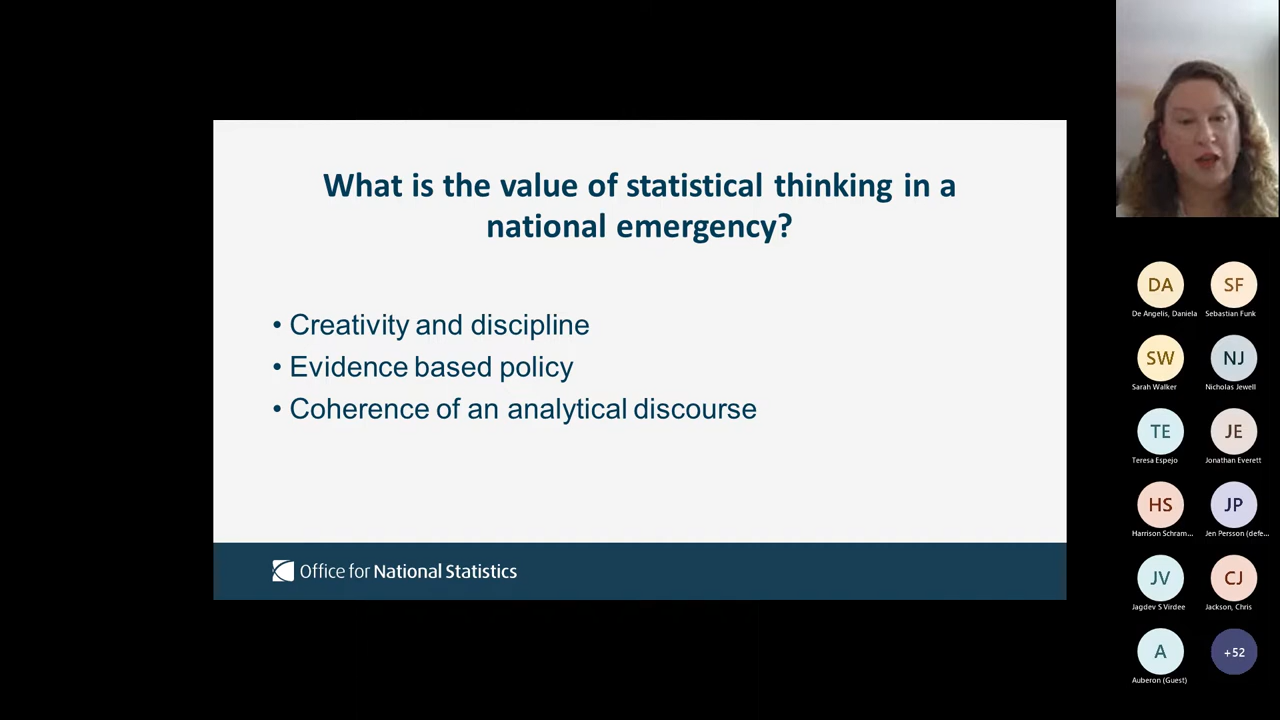 What is the value of statistical thinking in a
national emergency?
• Creativity and discipline
• Evidence based policy
• Coherence of an analytical discourse
Office for National Statistics
DA
SF
De Angelis, Daniela
Sebastian Funk
SW
NJ
Sarah Walker
Nicholas Jewell
TE
JE
Teresa Espejo
Jonathan Everett
HS
JP
Harrison Schram...
Jen Persson (defe...
JV
CJ
Jagdev S Virdee
Jackson, Chris
A
+52
Auberon (Guest)